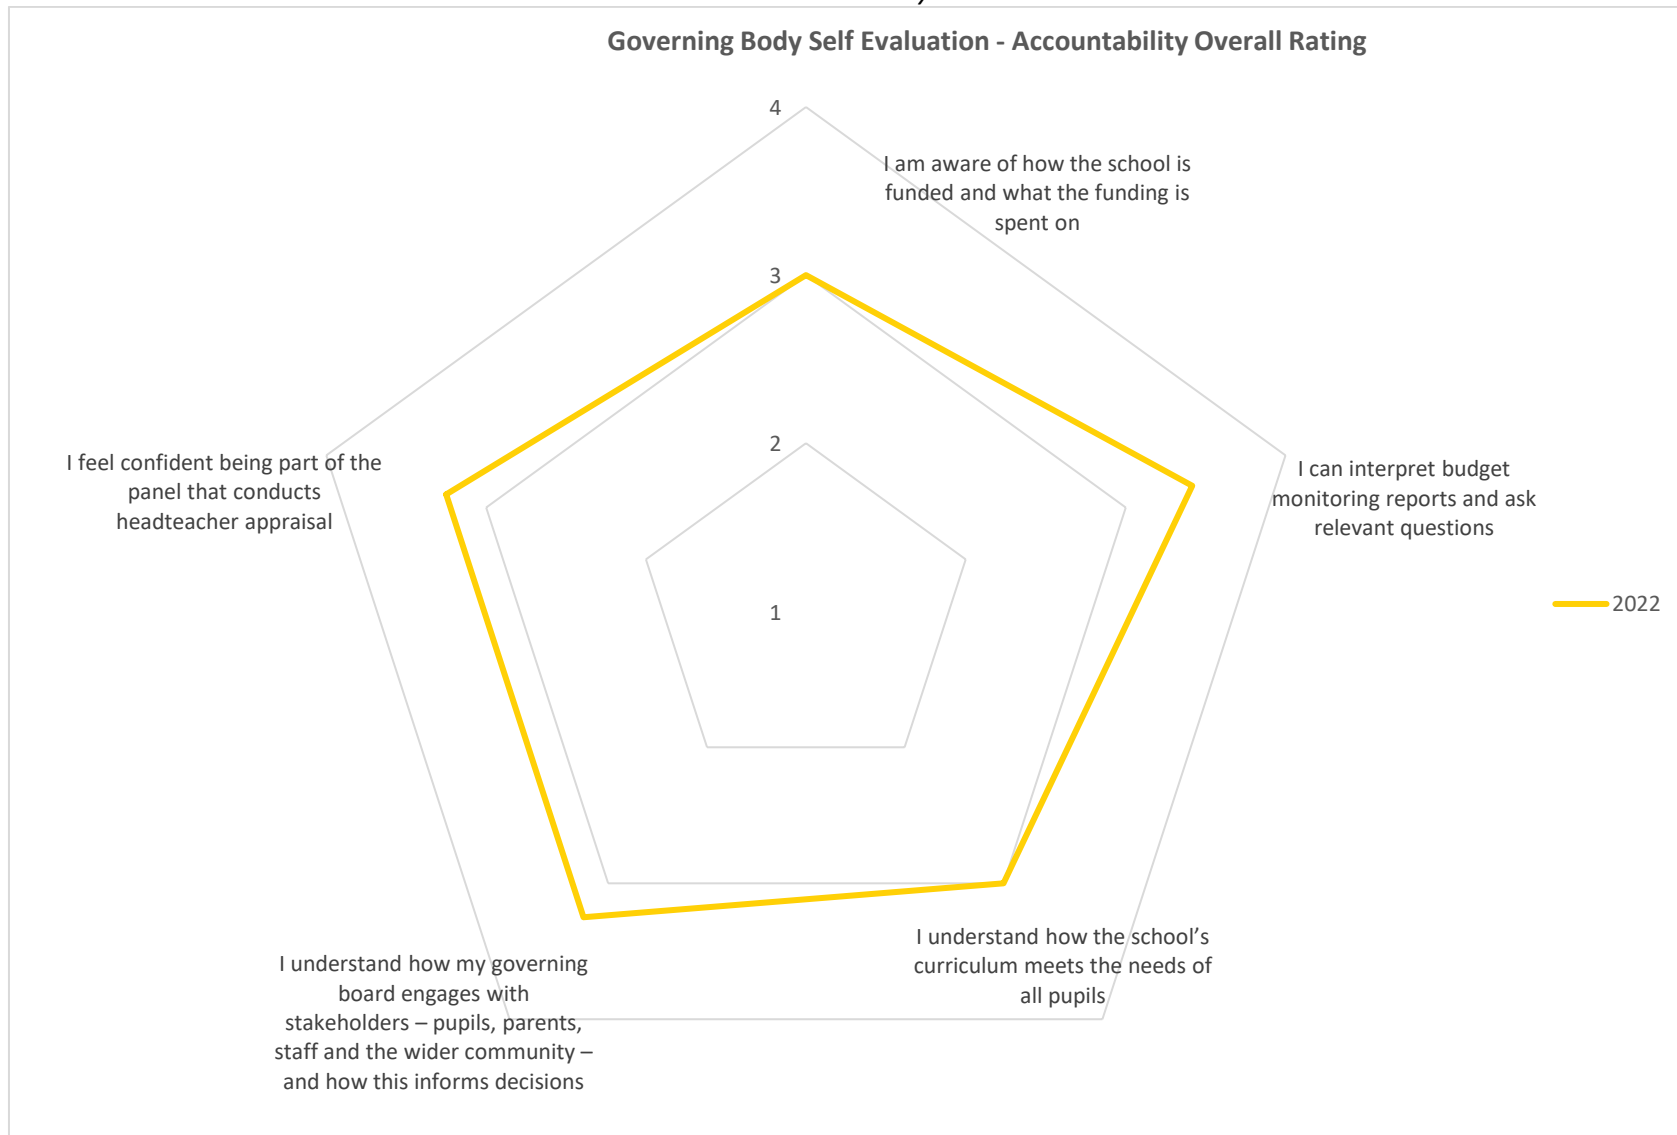 Governing Body Self Evaluation - Accountability Overall Rating
4
I am aware of how the school is
funded and what the funding is
spent on
3
2
I feel confident being part of the
panel that conducts
headteacher appraisal
I can interpret budget
monitoring reports and ask
relevant questions
1
2022
I understand how the school’s
curriculum meets the needs of
all pupils
I understand how my governing
board engages with
stakeholders – pupils, parents,
staff and the wider community –
and how this informs decisions